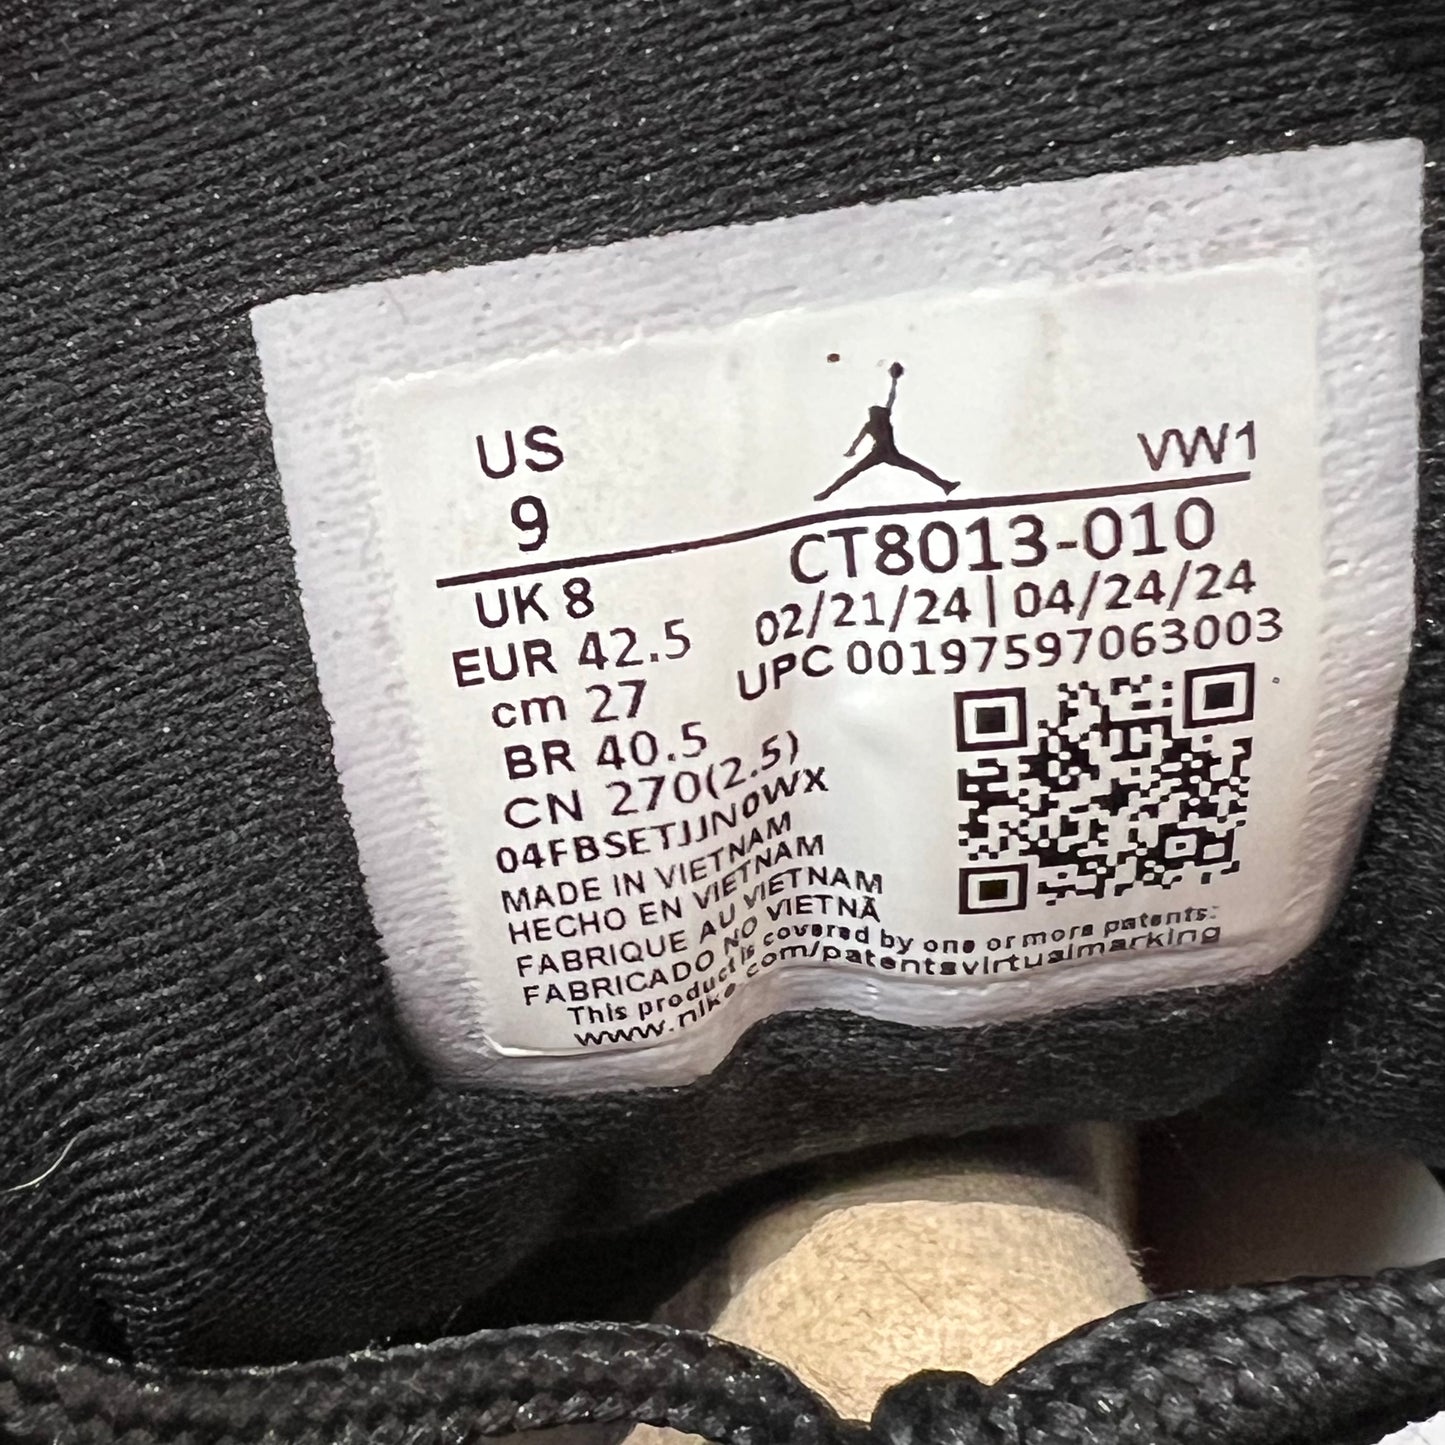 US
9
VW1
UK 8
EUR 42.5
cm 27
BR 40.5
CN 270(2.5)
04FBSETJJN0WX
MADE IN VIETNAM
HECHO EN VIETNAM
FABRIQUE AU VIETNAM
FABRICADO NO VIETNÃ
CT8013-010
02/21/24 | 04/24/24
UPC 00197597063003
This product is covered by one or more patents:
www.nike.com/patentsvirtualmarking